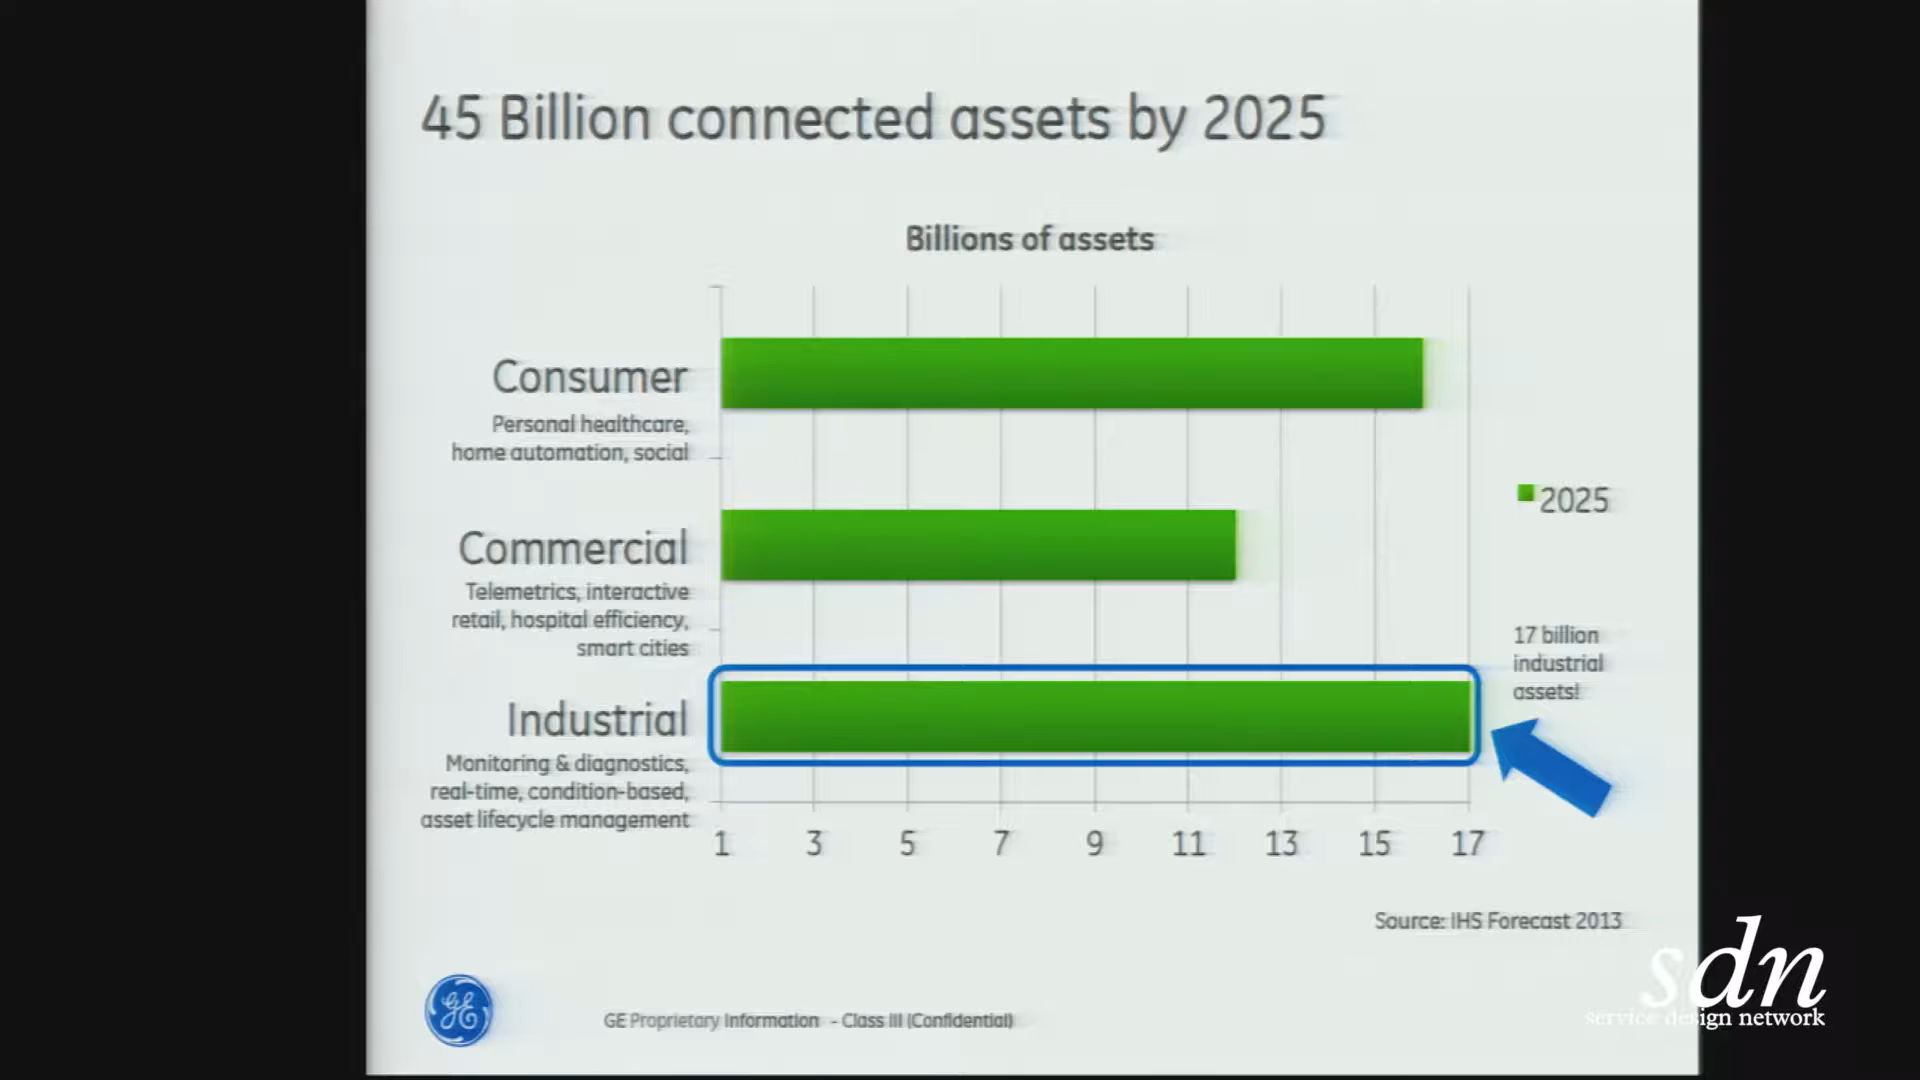 45 Billion connected assets by 2025
Billions of assets
Consumer
Personal healthcare,
home automation, social
Commercial
Telemetrics, interactive
retail, hospital efficiency,
smart cities
Industrial
Monitoring & diagnostics,
real-time, condition-based,
asset lifecycle management
2025
17 billion
industrial
assets!
1 3 5 7 9 11 13 15 17
Source: IHS Forecast 2013
GE
GE Proprietary Information - Class III (Confidential)
sdn
service design network